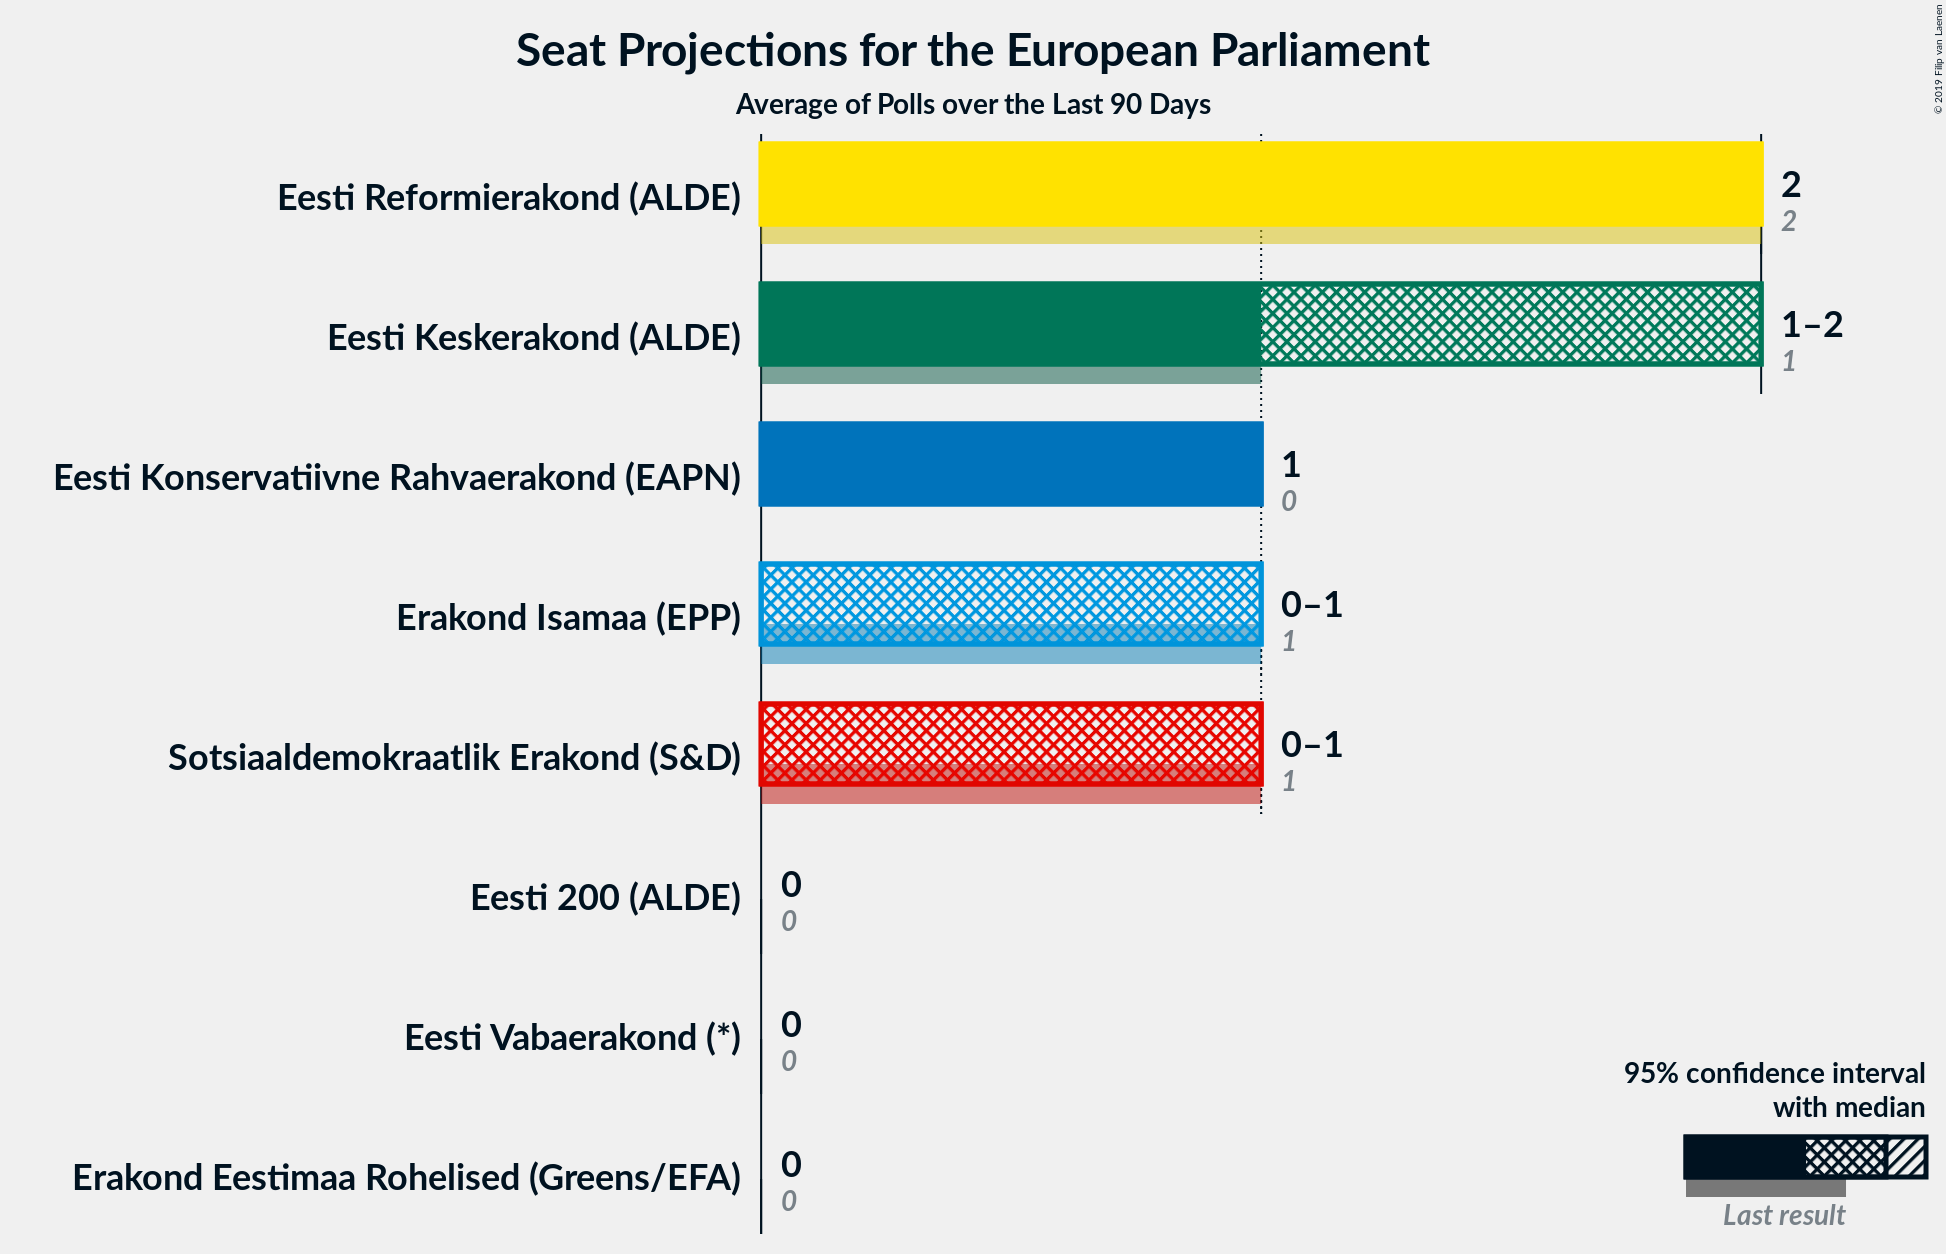 Seat Projections for the European Parliament
Average of Polls over the Last 90 Days
© 2019 Filip van Laenen
Eesti Reformierakond (ALDE)
2
2
Eesti Keskerakond (ALDE)
1–2
1
Eesti Konservatiivne Rahvaerakond (EAPN)
1
0
Erakond Isamaa (EPP)
0–1
1
Sotsiaaldemokraatlik Erakond (S&D)
0–1
1
Eesti 200 (ALDE)
0
0
Eesti Vabaerakond (*)
0
0
Erakond Eestimaa Rohelised (Greens/EFA)
0
0
95% confidence interval
with median
Last result